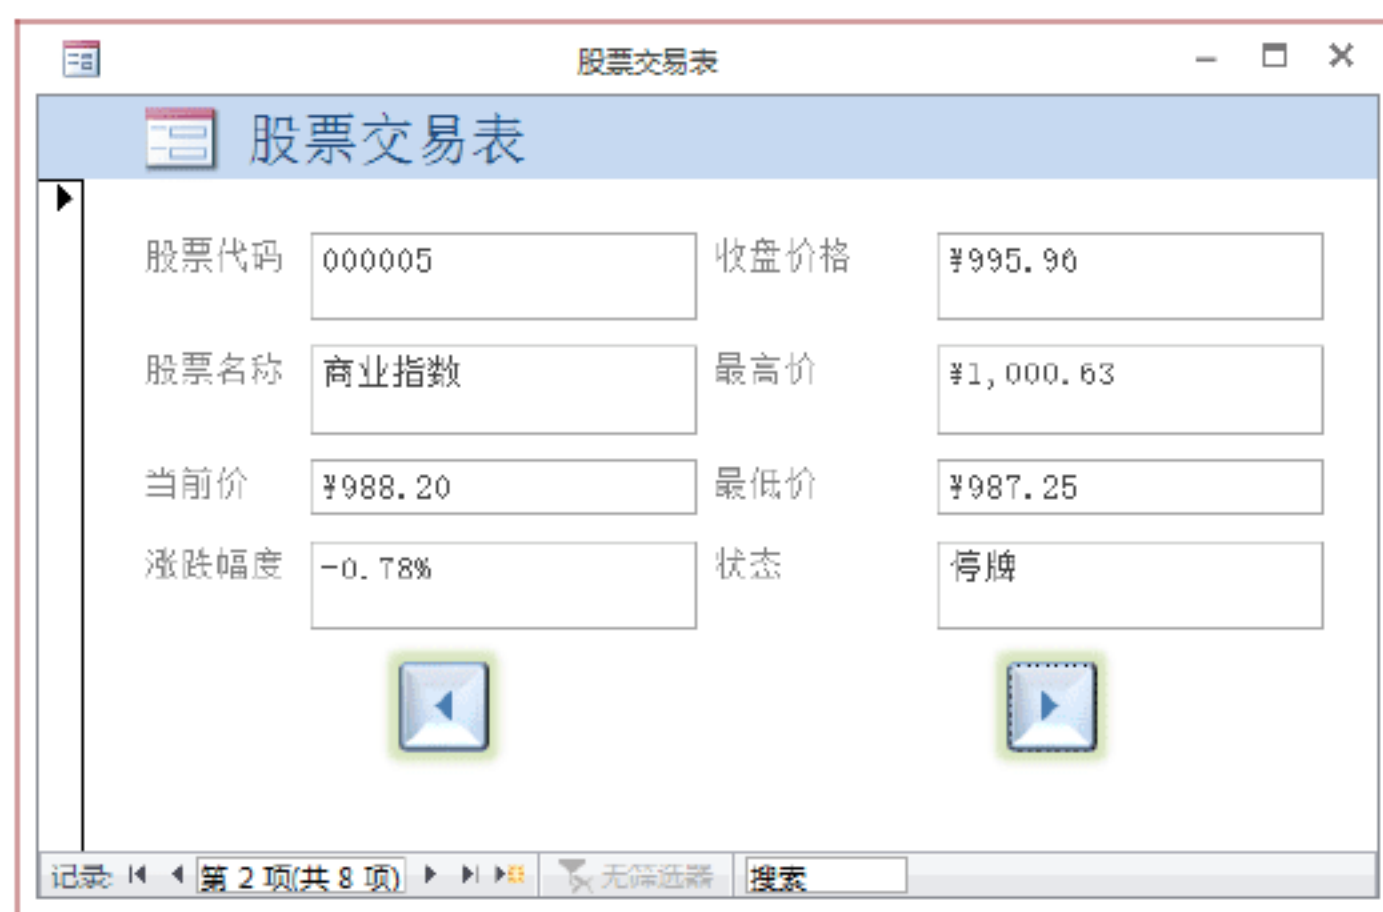 股票交易表
股票交易表
股票代码 000005 收盘价格 ¥995.96
股票名称 商业指数 最高价 ¥1,000.63
当前价 ¥988.20 最低价 ¥987.25
涨跌幅度 -0.78% 状态 停牌
记录: 第 2 项(共 8 项) 无筛选器 搜索